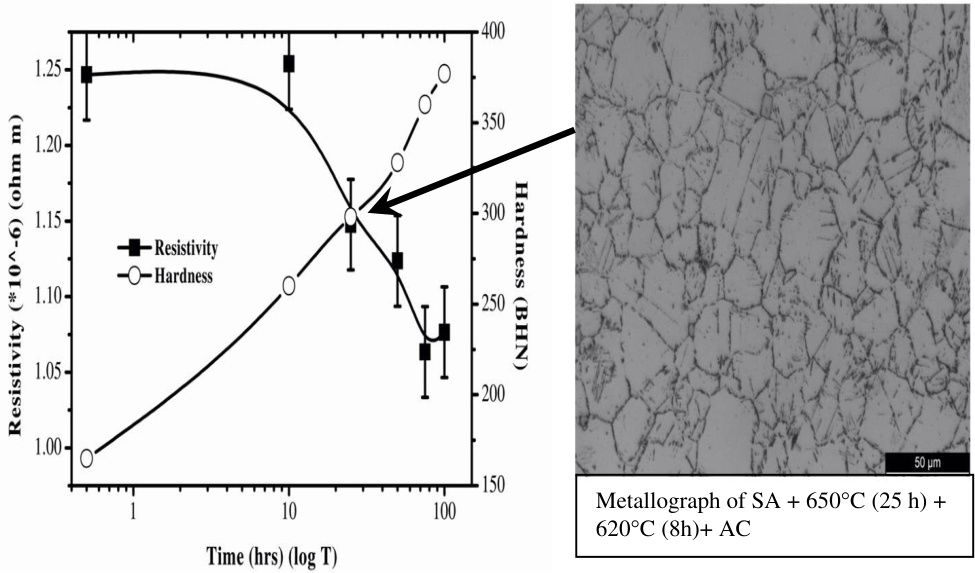 400
1.25
1.20
350
1.15
300
1.10
250
1.05
200
1.00
150
Resistivity (*10^-6) (ohm m)
Hardness (BHN)
Resistivity
Hardness
1
10
100
Time (hrs) (log T)
50 µm
Metallograph of SA + 650°C (25 h) +
620°C (8h)+ AC